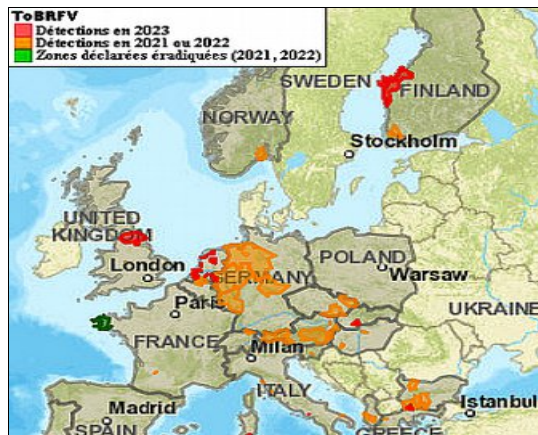 ToBRFV
Détections en 2023
Détections en 2021 ou 2022
Zones déclarées éradiquées (2021, 2022)
SWEDEN
FINLAND
NORWAY
Stockholm
UNITED
KINGDOM
London
GERMANY
POLAND
Warsaw
Paris
UKRAINE
FRANCE
Milan
ITALY
Istanbul
Madrid
SPAIN
GREECE